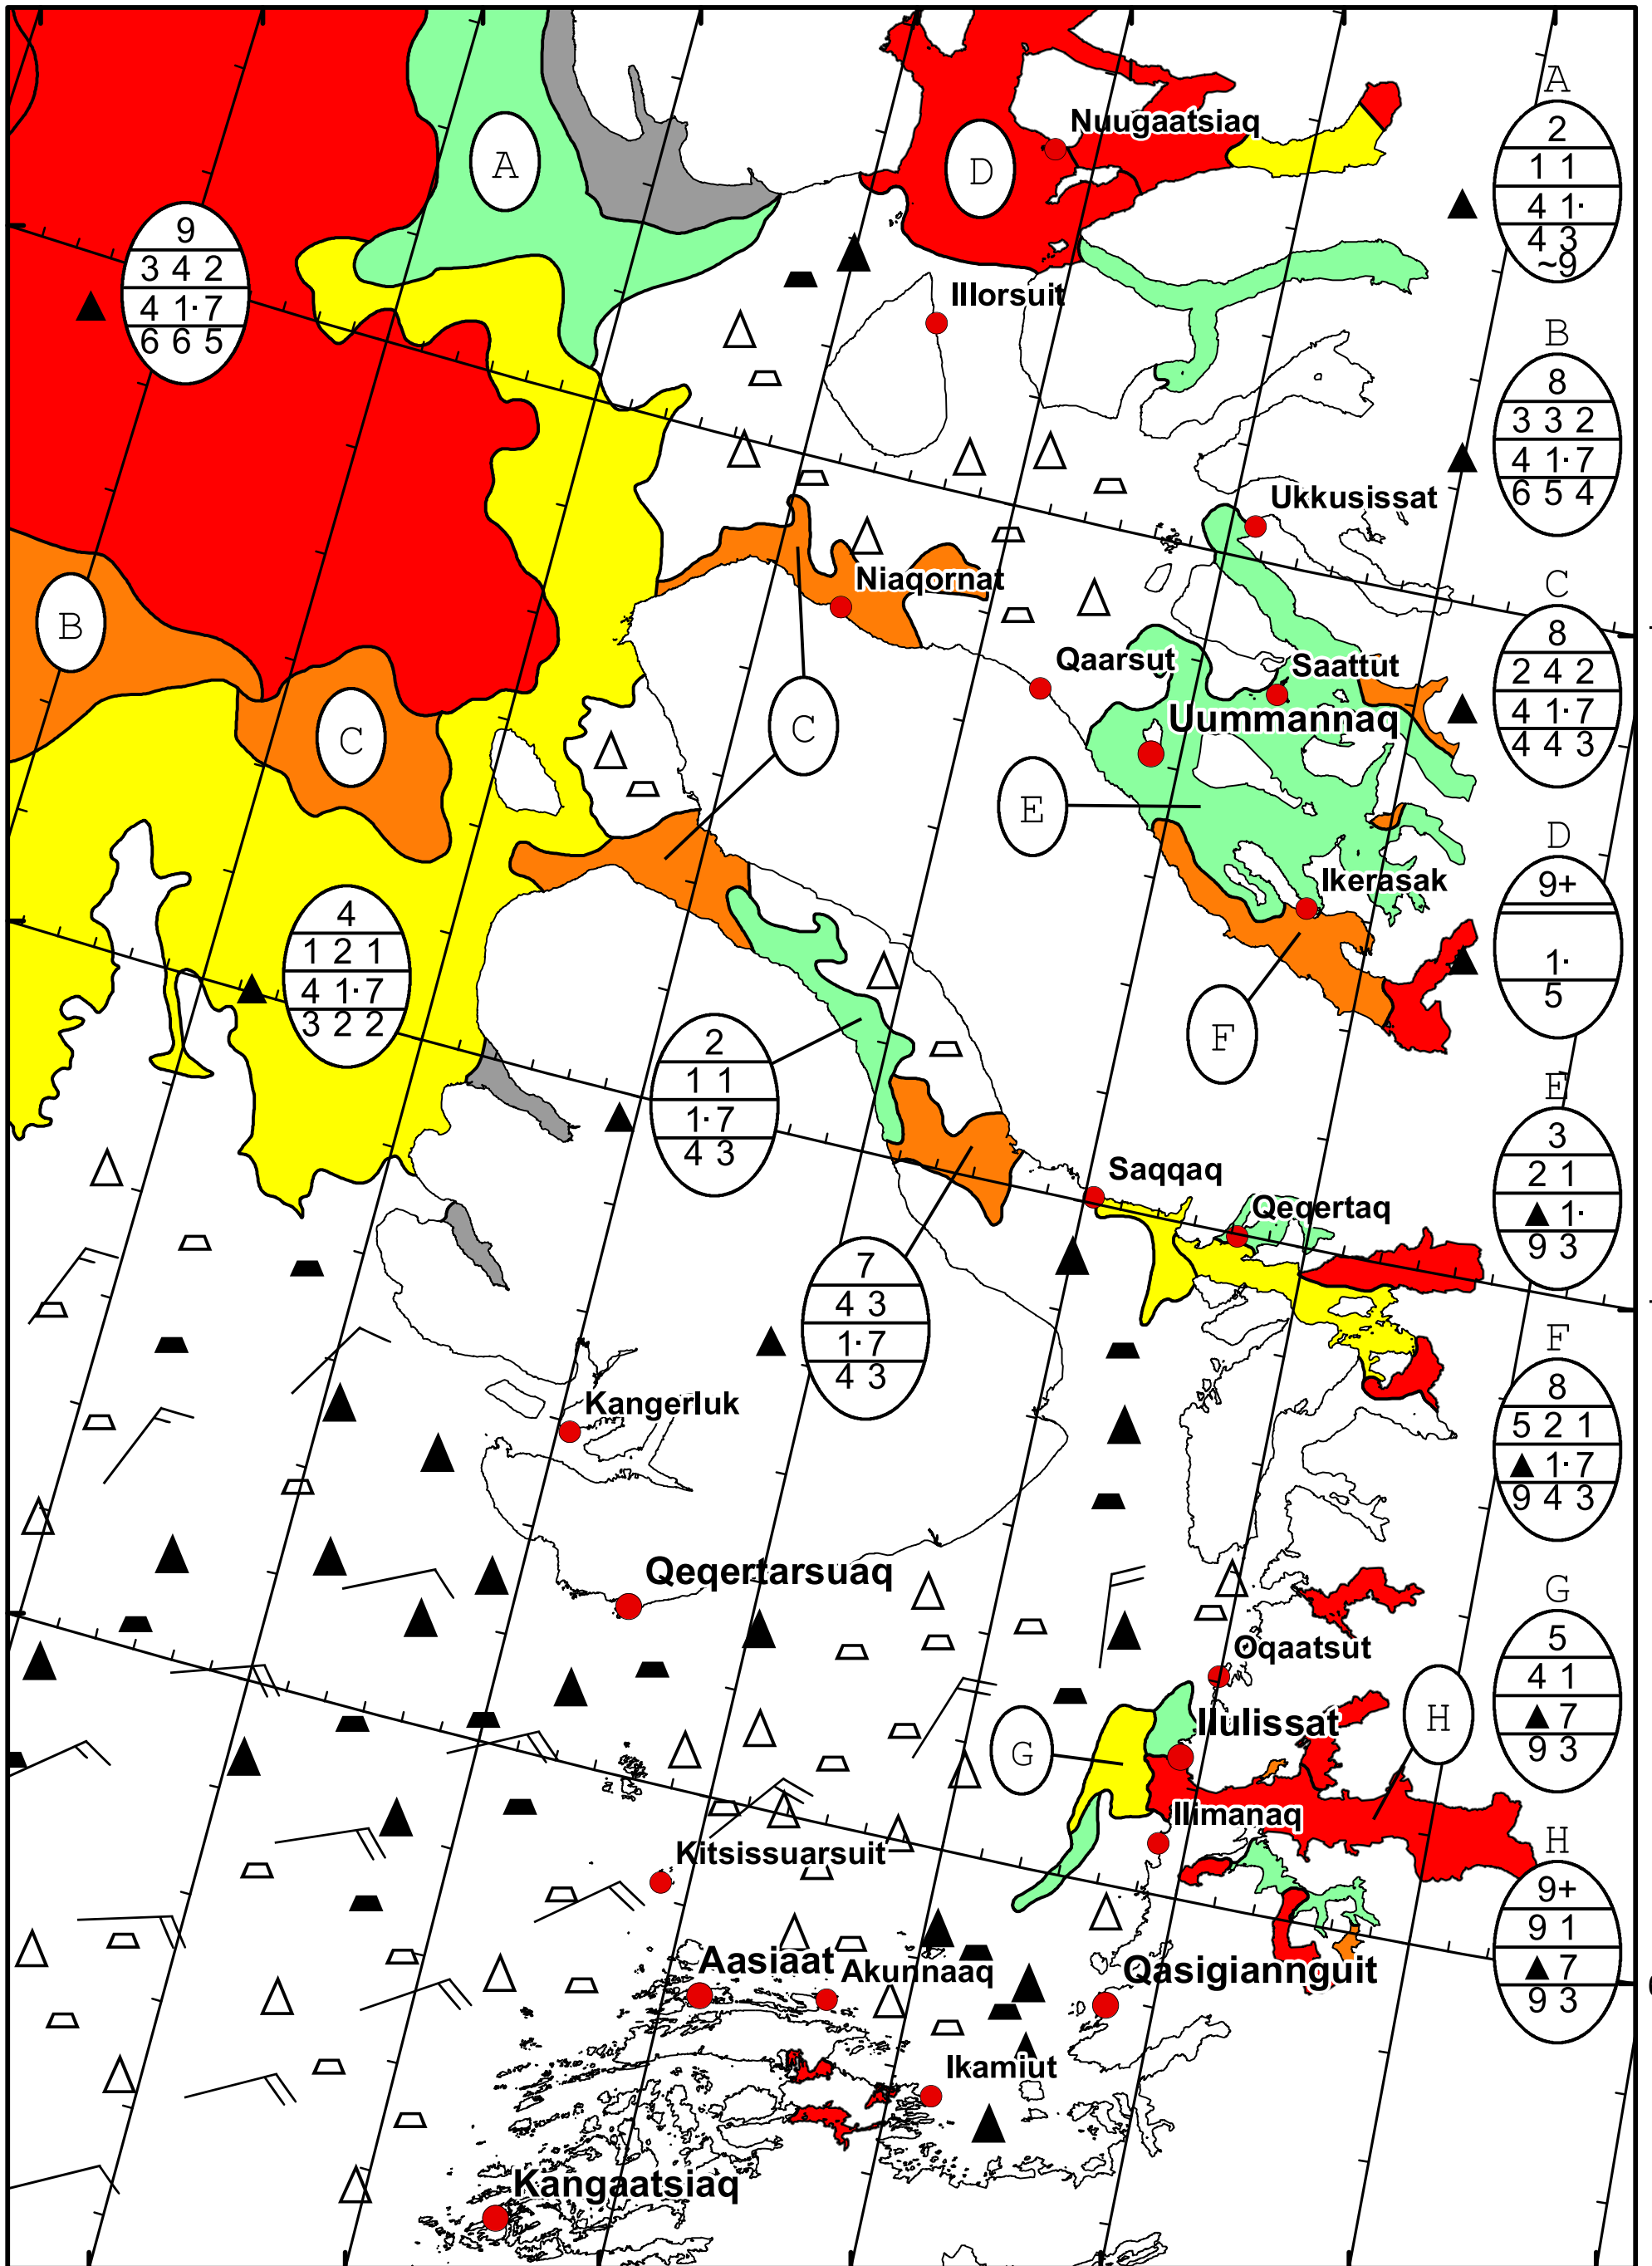 A
2
1 1
4 1·
4 3
~9
Nuugaatsiaq
A
D
9
3 4 2
4 1·7
6 6 5
Illorsuit
B
8
3 3 2
4 1·7
6 5 4
Ukkusissat
Niaqornat
B
C
8
2 4 2
4 1·7
4 4 3
Qaarsut
Saattut
Uummannaq
C
C
E
D
9+
1·
5
Ikerasak
4
1 2 1
4 1·7
3 2 2
F
2
1 1
1·7
4 3
E
3
2 1
1·
9 3
Saqqaq
Qeqertaq
7
4 3
1·7
4 3
F
8
5 2 1
1·7
9 4 3
Kangerluk
Qeqertarsuaq
G
5
4 1
7
9 3
Oqaatsut
Ilulissat
H
G
Ilimanaq
Kitsissuarsuit
H
9+
9 1
7
9 3
Aasiaat
Akunnaaq
Qasigiannguit
Ikamiut
Kangaatsiaq